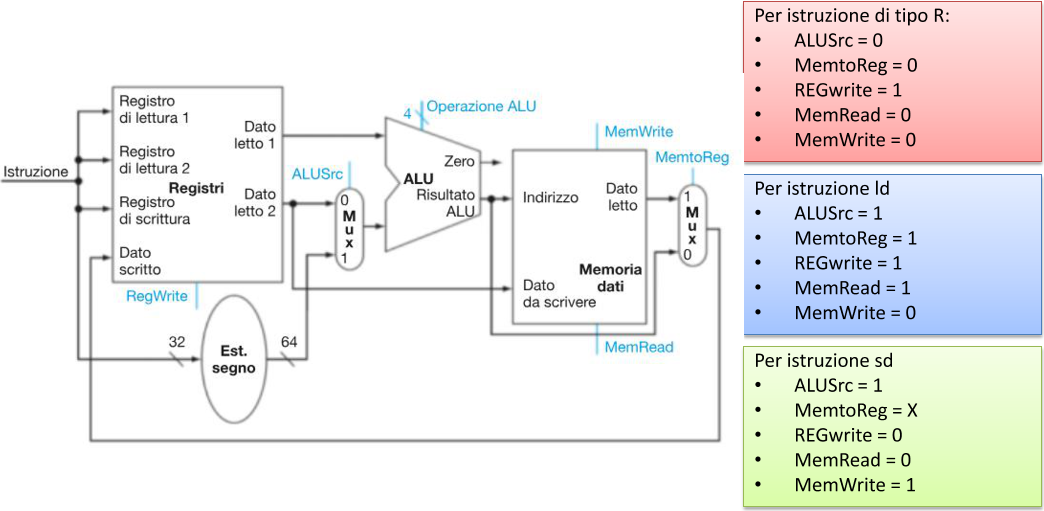 Istruzione
Registro
di lettura 1
Registro
di lettura 2
Registri
Registro
di scrittura
Dato
scritto
Dato
letto 1
Dato
letto 2
RegWrite
32
Est.
segno
64
ALUSrc
0
Mux
1
4
Operazione ALU
ALU
Zero
Risultato
ALU
MemWrite
Indirizzo
Dato
letto
Memoria
dati
Dato
da scrivere
MemRead
MemtoReg
1
Mux
0
Per istruzione di tipo R:
• ALUSrc = 0
• MemtoReg = 0
• REGwrite = 1
• MemRead = 0
• MemWrite = 0
Per istruzione ld
• ALUSrc = 1
• MemtoReg = 1
• REGwrite = 1
• MemRead = 1
• MemWrite = 0
Per istruzione sd
• ALUSrc = 1
• MemtoReg = X
• REGwrite = 0
• MemRead = 0
• MemWrite = 1